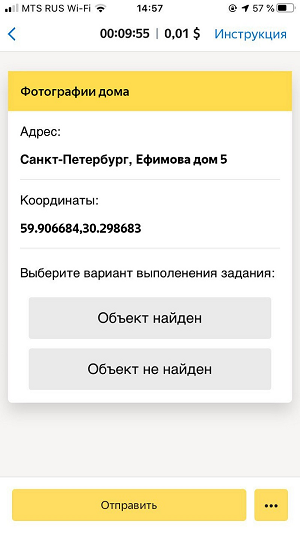 MTS RUS Wi-Fi 14:57 57 %
00:09:55 | 0,01 $ Инструкция
Фотографии дома
Адрес:
Санкт-Петербург, Ефимова дом 5
Координаты:
59.906684,30.298683
Выберите вариант выполенения задания:
Объект найден
Объект не найден
Отправить